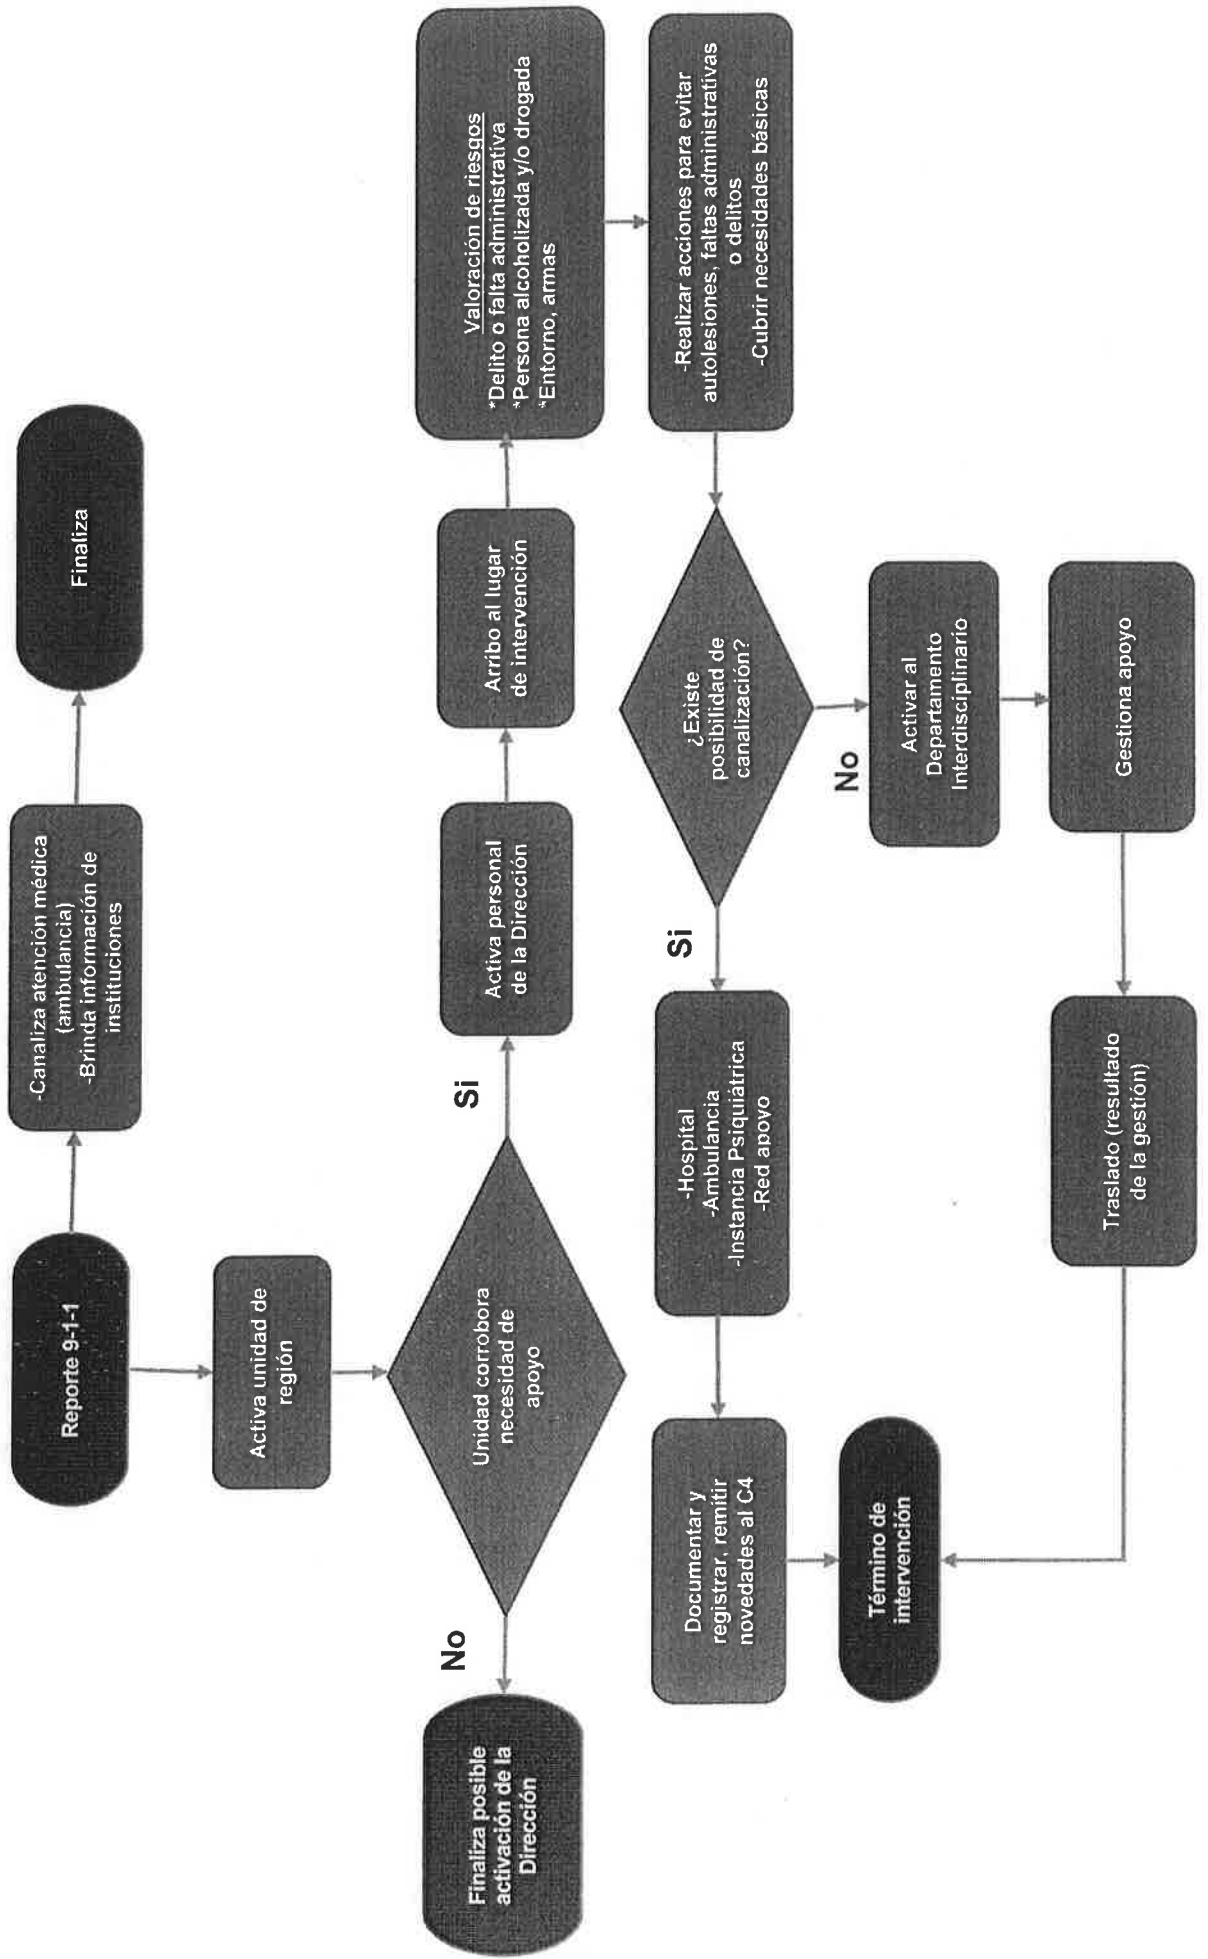 Reporte 9-1-1
-Canaliza atención médica
(ambulancia)
-Brinda información de
instituciones
Finaliza
Activa unidad de
región
Unidad corrobora
necesidad de
apoyo
No
Finaliza posible
activación de la
Dirección
Si
Activa personal
de la Dirección
Arribo al lugar
de intervención
Valoración de riesgos
*Delito o falta administrativa
*Persona alcoholizada y/o drogada
*Entorno, armas
-Realizar acciones para evitar
autolesiones, faltas administrativas
o delitos
-Cubrir necesidades básicas
¿Existe
posibilidad de
canalización?
Si
-Hospital
-Ambulancia
-Instancia Psiquiátrica
-Red apoyo
Documentar y
registrar, remitir
novedades al C4
Término de
intervención
No
Activar al
Departamento
Interdisciplinario
Gestiona apoyo
Traslado (resultado
de la gestión)